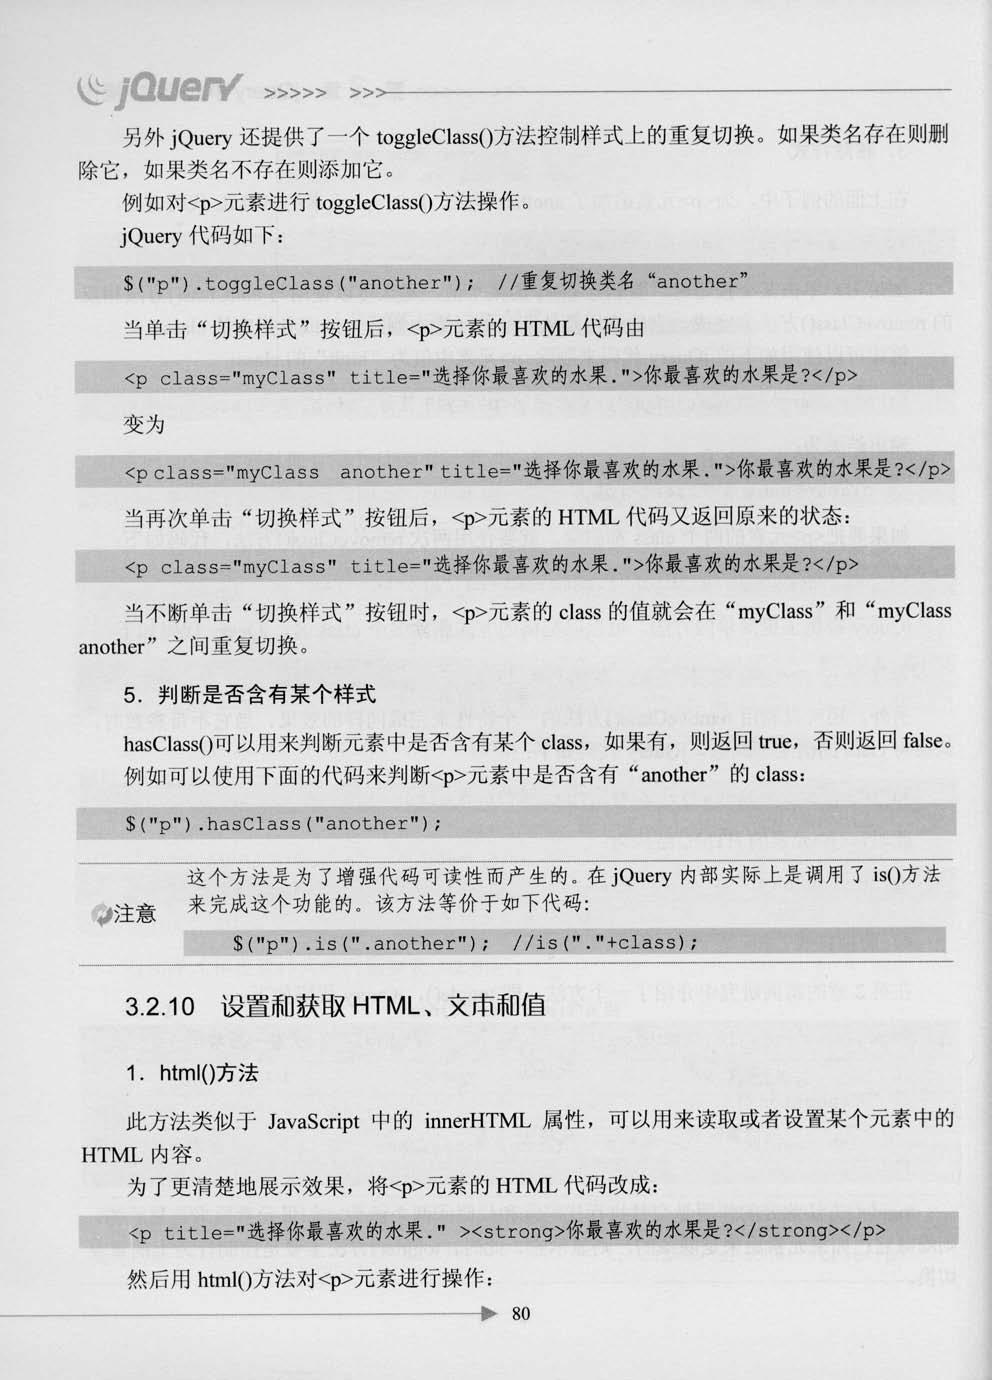 jQuery >>>>> >>>
另外 jQuery 还提供了一个 toggleClass()方法控制样式上的重复切换。如果类名存在则删
除它，如果类名不存在则添加它。
例如对<p>元素进行 toggleClass()方法操作。
jQuery 代码如下：
$("p").toggleClass("another");  //重复切换类名“another”
当单击“切换样式”按钮后，<p>元素的 HTML 代码由
<p class="myClass" title="选择你最喜欢的水果.">你最喜欢的水果是?</p>
变为
<p class="myClass  another" title="选择你最喜欢的水果.">你最喜欢的水果是?</p>
当再次单击“切换样式”按钮后，<p>元素的 HTML 代码又返回原来的状态：
<p class="myClass" title="选择你最喜欢的水果.">你最喜欢的水果是?</p>
当不断单击“切换样式”按钮时，<p>元素的 class 的值就会在“myClass”和“myClass
another”之间重复切换。
5．判断是否含有某个样式
hasClass()可以用来判断元素中是否含有某个 class，如果有，则返回 true，否则返回 false。
例如可以使用下面的代码来判断<p>元素中是否含有“another”的 class：
$("p").hasClass("another");
这个方法是为了增强代码可读性而产生的。在 jQuery 内部实际上是调用了 is()方法
注意 来完成这个功能的。该方法等价于如下代码:
$("p").is(".another");  //is("."+class);
3.2.10 设置和获取 HTML、文本和值
1．html()方法
此方法类似于 JavaScript 中的 innerHTML 属性，可以用来读取或者设置某个元素中的
HTML 内容。
为了更清楚地展示效果，将<p>元素的 HTML 代码改成：
<p title="选择你最喜欢的水果." ><strong>你最喜欢的水果是?</strong></p>
然后用 html()方法对<p>元素进行操作：
80